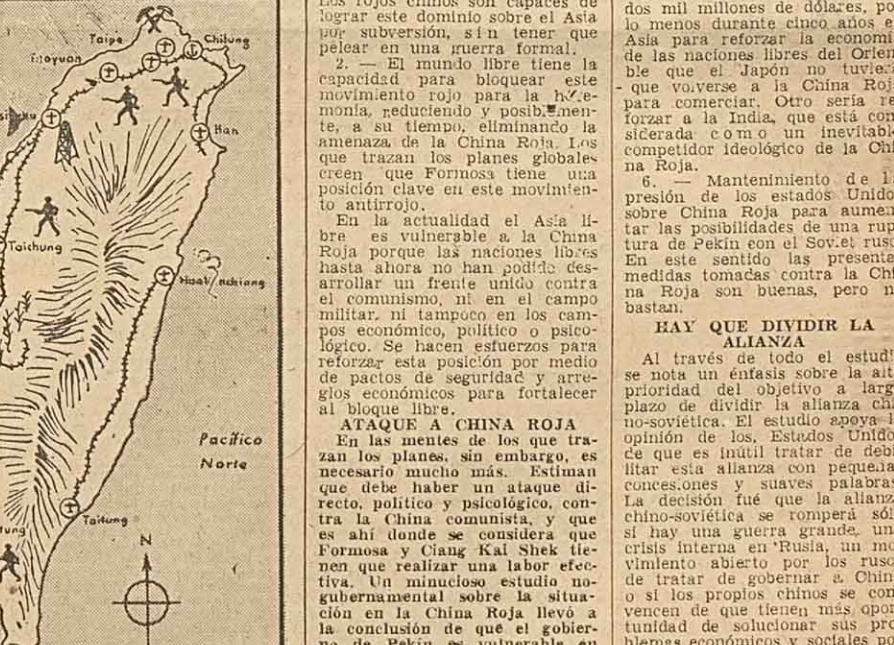 Taipe
Chilung
Han
Taichung
Pacífico
Norte
Taitung
N
Los rojos chinos son capaces de
lograr este dominio sobre el Asia
por subversión, sin tener que
pelear en una guerra formal.
2. — El mundo libre tiene la
capacidad para bloquear este
movimiento rojo para la
monía, reduciendo y
te, a su tiempo, eliminando la
amenaza de la China Roja. Los
que trazan los planes globales
creen que Formosa tiene una
posición clave en este movimien-
to antirrojo.
En la actualidad el Asia li-
bre es vulnerable a la China
Roja porque las naciones libres
hasta ahora no han podido des-
arrollar un frente unido contra
el comunismo, ni en el campo
militar, ni tampoco en los cam-
pos económico, político o psico-
lógico. Se hacen esfuerzos para
reforzar esta posición por medio
de pactos de seguridad y arre-
glos económicos para fortalecer
al bloque libre.
ATAQUE A CHINA ROJA
En las mentes de los que tra-
zan los planes, sin embargo, es
necesario mucho más. Estiman
que debe haber un ataque di-
recto, político y psicológico, con-
tra la China comunista, y que
es ahí donde se considera que
Formosa y Ciang Kai Shek tie-
nen que realizar una labor efec-
tiva. Un minucioso estudio no-
gubernamental sobre la situa-
ción en la China Roja llevó a
la conclusión de que el gobier-
no de Pekín es vulnerable en
dos mil millones de dólares, po
lo menos durante cinco años e
Asia para reforzar la economí
de las naciones libres del Orien
ble que el Japón no tuvier
que volverse a la China Roj
para comerciar. Otro sería re
forzar a la India, que está con
siderada como un inevitabl
competidor ideológico de la Chi
na Roja.
6. — Mantenimiento de l
presión de los estados Unido
sobre China Roja para aumen
tar las posibilidades de una rup
tura de Pekín con el Soviet ruso
En este sentido las presente
medidas tomadas contra la Chi
na Roja son buenas, pero n
bastan.
HAY QUE DIVIDIR LA
ALIANZA
Al través de todo el estudi
se nota un énfasis sobre la alt
prioridad del objetivo a larg
plazo de dividir la alianza chi
no-soviética. El estudio apoya l
opinión de los, Estados Unido
de que es inútil tratar de debi
litar esta alianza con pequeña
concesiones y suaves palabras
La decisión fué que la alianz
chino-soviética se romperá sól
si hay una guerra grande, un
crisis interna en Rusia, un mo
vimiento abierto por los ruso
de tratar de gobernar a Chin
o si los propios chinos se con
vencen de que tienen más opor
tunidad de solucionar sus pro
blemas económicos y sociales po